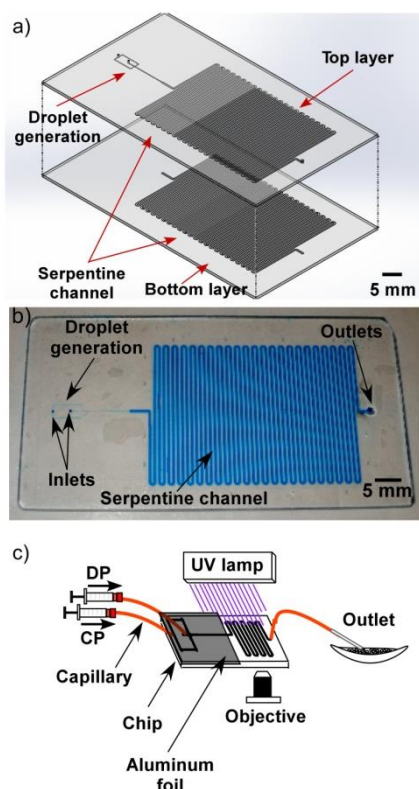 a)
Top layer
Droplet
generation
Serpentine
channel
Bottom layer
5 mm
b)
Droplet
generation
Outlets
Inlets
Serpentine channel
5 mm
c)
UV lamp
DP
CP
Outlet
Capillary
Chip
Objective
Aluminum
foil